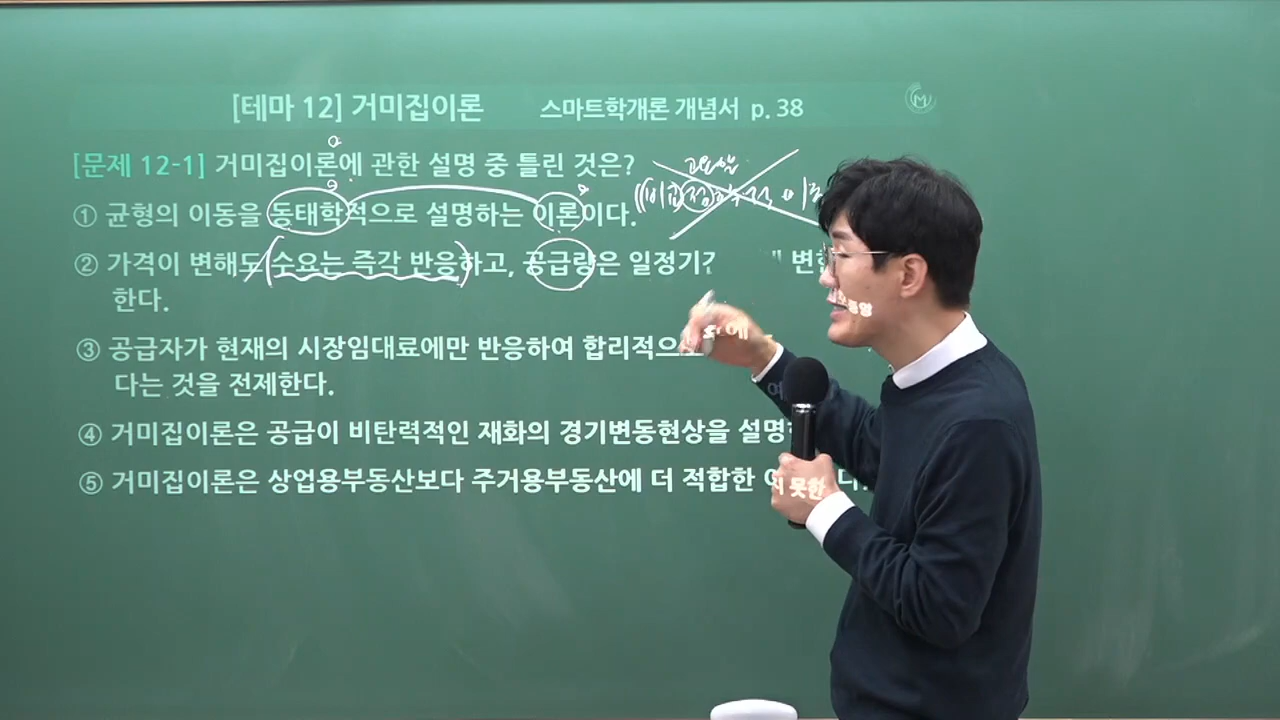 [테마 12] 거미집이론 스마트학개론 개념서 p. 38
[문제 12-1] 거미집이론에 관한 설명 중 틀린 것은?
① 균형의 이동을 동태학적으로 설명하는 이론이다.
② 가격이 변해도 수요는 즉각 반응하고, 공급량은 일정기간
한다.
③ 공급자가 현재의 시장임대료에만 반응하여 합리적으로
다는 것을 전제한다.
④ 거미집이론은 공급이 비탄력적인 재화의 경기변동현상을
⑤ 거미집이론은 상업용부동산보다 주거용부동산에 더 적합한
지 못한